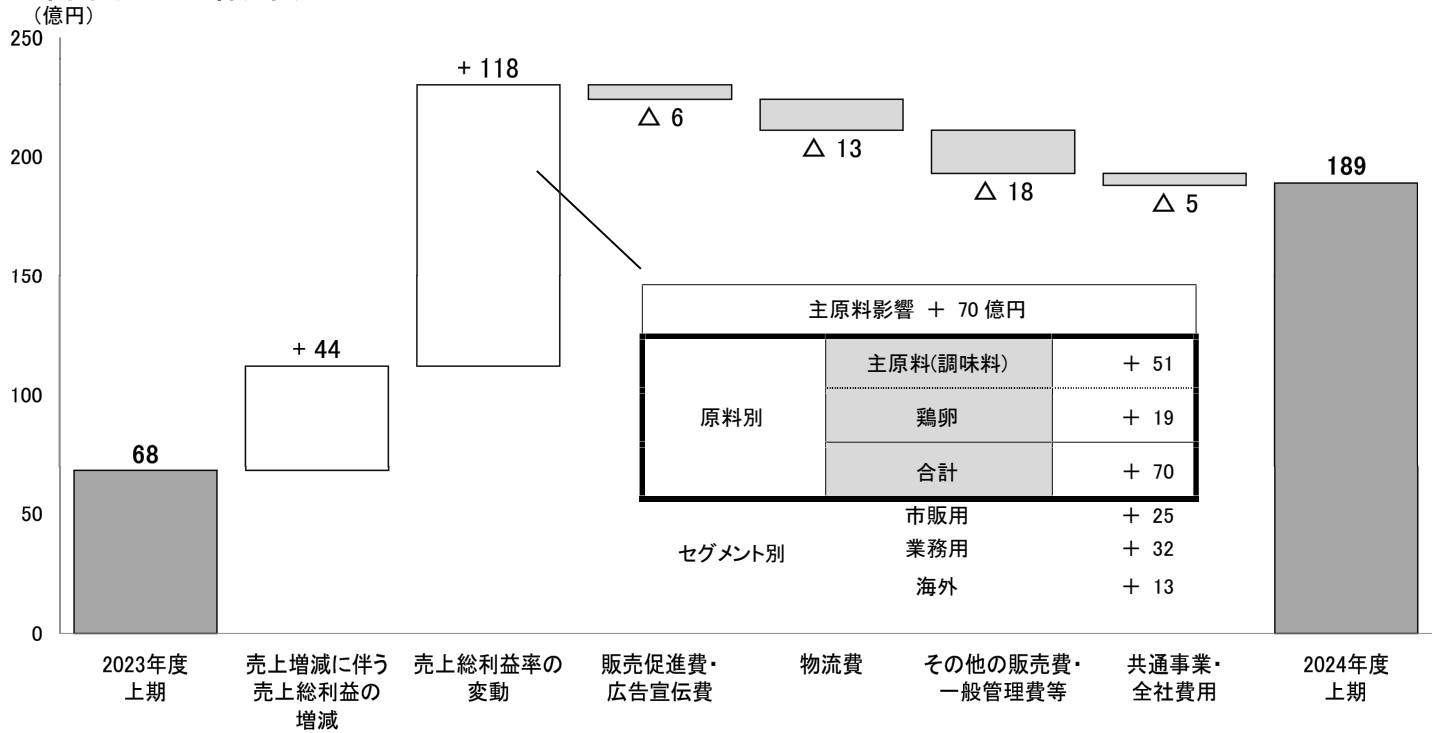 (億円)
250
200
150
100
50
0
68
+ 44
+ 118
△ 6
△ 13
△ 18
△ 5
189
主原料影響 + 70 億円
原料別
主原料(調味料) + 51
鶏卵 + 19
合計 + 70
セグメント別
市販用 + 25
業務用 + 32
海外 + 13
2023年度
上期
売上増減に伴う
売上総利益の
増減
売上総利益率の
変動
販売促進費・
広告宣伝費
物流費
その他の販売費・
一般管理費等
共通事業・
全社費用
2024年度
上期